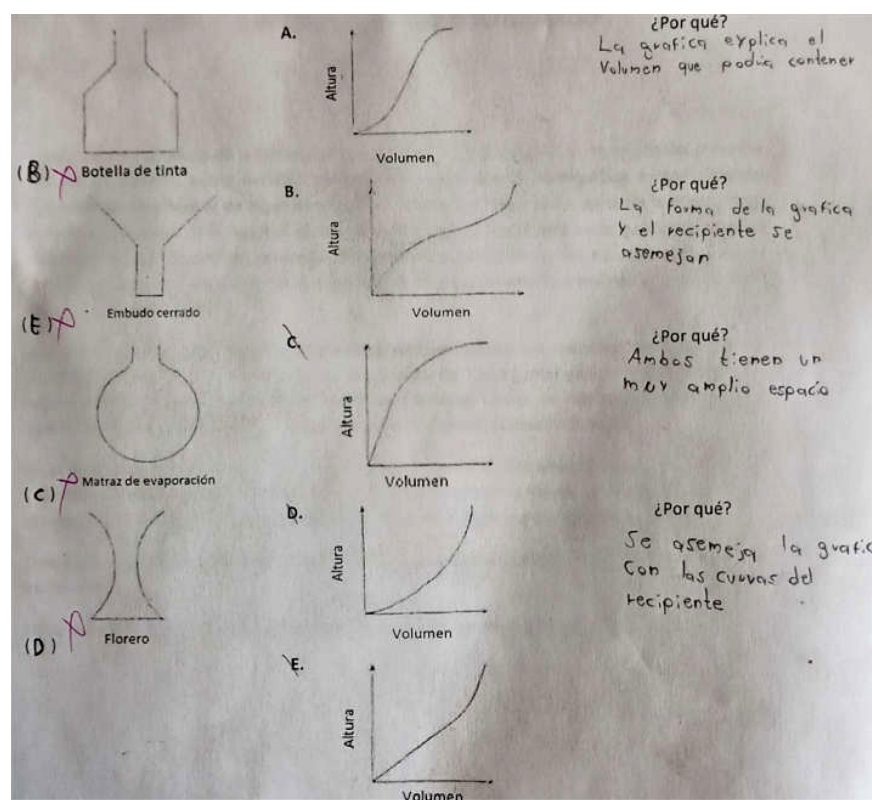 A.
Altura
Volumen
¿Por qué?
La grafica explica el
Volumen que podia contener
(B) Botella de tinta
B.
Altura
Volumen
¿Por qué?
La forma de la grafica
y el recipiente se
asemejan
Embudo cerrado
(E)
C.
Altura
Volumen
¿Por qué?
Ambos tienen un
muy amplio espacio
Matraz de evaporación
(C)
D.
Altura
Volumen
¿Por qué?
Se asemeja la grafic
con las curvas del
recipiente
Florero
(D)
E.
Altura
Volumen